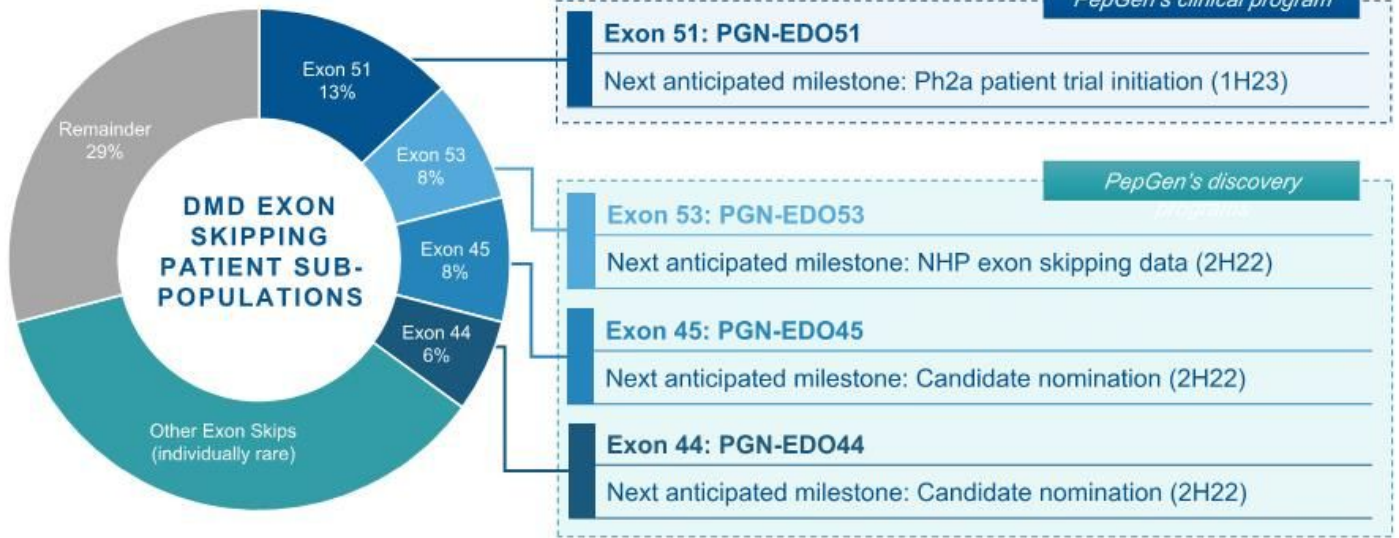 Exon 51
13%
Exon 53
8%
Exon 45
8%
Exon 44
6%
Other Exon Skips
(individually rare)
Remainder
29%
DMD EXON
SKIPPING
PATIENT SUB-
POPULATIONS
PepGen's clinical program
Exon 51: PGN-EDO51
Next anticipated milestone: Ph2a patient trial initiation (1H23)
PepGen's discovery
programs
Exon 53: PGN-EDO53
Next anticipated milestone: NHP exon skipping data (2H22)
Exon 45: PGN-EDO45
Next anticipated milestone: Candidate nomination (2H22)
Exon 44: PGN-EDO44
Next anticipated milestone: Candidate nomination (2H22)